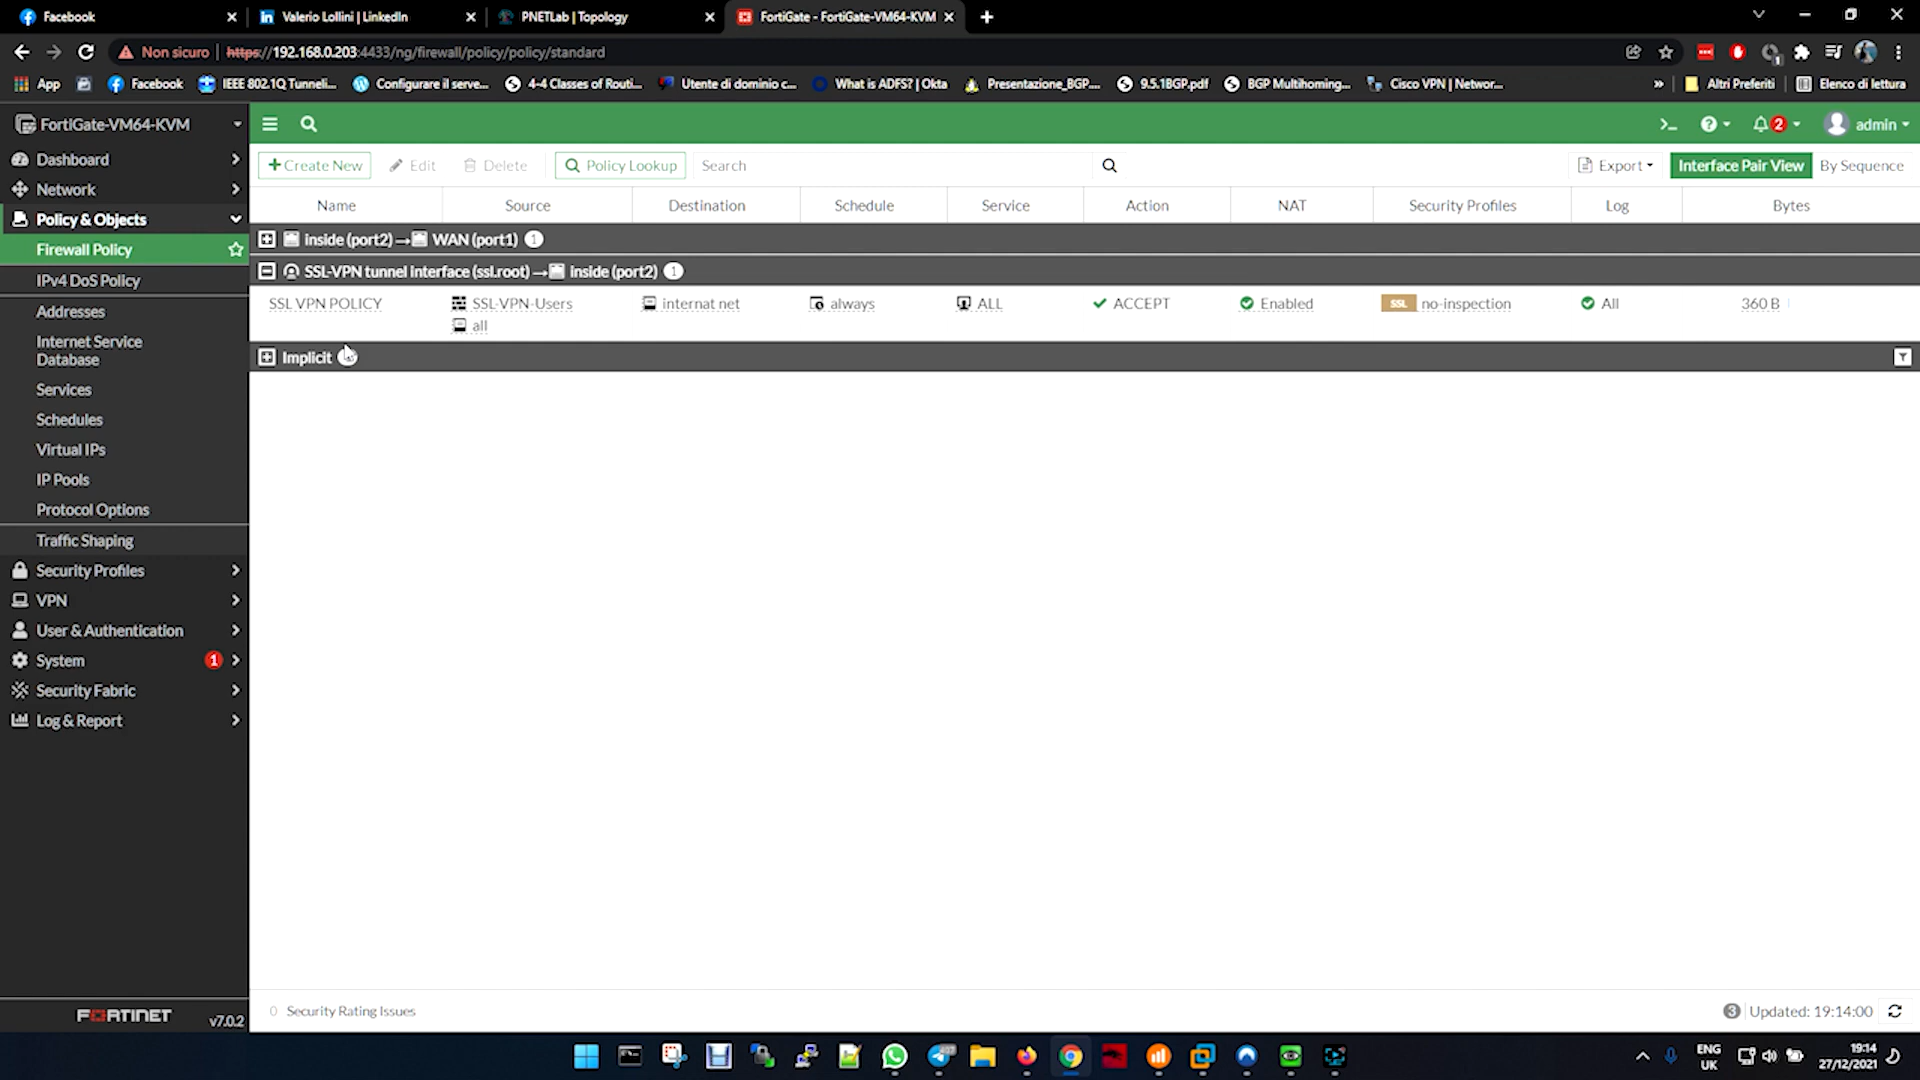 Facebook
Valerio Lollini | LinkedIn
PNETLab | Topology
FortiGate - FortiGate-VM64-KVM
Non sicuro https://192.168.0.203:4433/ng/firewall/policy/policy/standard
App
Facebook
IEEE 802.1Q Tunneli...
Configurare il serve...
4-4 Classes of Routi...
Utente di dominio c...
What is ADFS? | Okta
Presentazione_BGP....
9.5.1BGP.pdf
BGP Multihoming...
Cisco VPN | Networ...
»
Altri Preferiti
Elenco di lettura
FortiGate-VM64-KVM
>_
2
admin
Dashboard
Network
Policy & Objects
Firewall Policy
IPv4 DoS Policy
Addresses
Internet Service
Database
Services
Schedules
Virtual IPs
IP Pools
Protocol Options
Traffic Shaping
Security Profiles
VPN
User & Authentication
System 1
Security Fabric
Log & Report
FORTINET v7.0.2
+Create New Edit Delete Policy Lookup Search Export Interface Pair View By Sequence
Name Source Destination Schedule Service Action NAT Security Profiles Log Bytes
inside (port2) → WAN (port1) 1
SSL-VPN tunnel interface (ssl.root) → inside (port2) 1
SSL VPN POLICY SSL-VPN-Users internet net always ALL ACCEPT Enabled SSL no-inspection All 360 B
all
Implicit
0 Security Rating Issues
3 Updated: 19:14:00
ENG
UK
19:14
27/12/2021